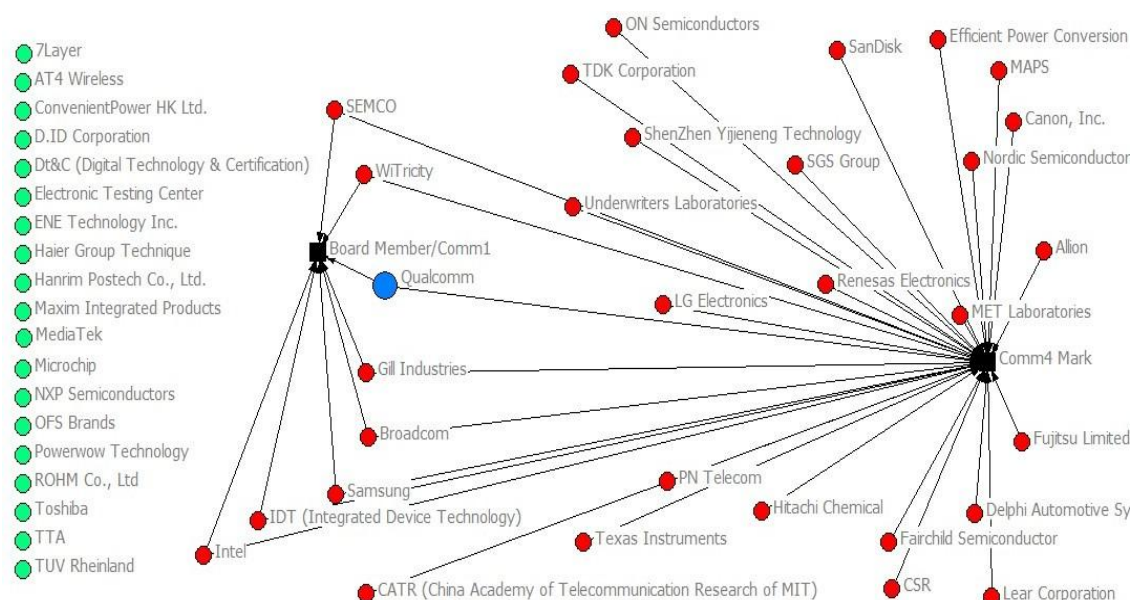 7Layer
AT4 Wireless
ConvenientPower HK Ltd.
D.ID Corporation
Dt&C (Digital Technology & Certification)
Electronic Testing Center
ENE Technology Inc.
Haier Group Technique
Hanrim Postech Co., Ltd.
Maxim Integrated Products
MediaTek
Microchip
NXP Semiconductors
OFS Brands
Powerwow Technology
ROHM Co., Ltd
Toshiba
TTA
TUV Rheinland
SEMCO
WiTricity
Board Member/Comm1
Qualcomm
Gill Industries
Broadcom
Samsung
IDT (Integrated Device Technology)
Intel
CATR (China Academy of Telecommunication Research of MIT)
ON Semiconductors
TDK Corporation
ShenZhen Yijieneng Technology
SGS Group
Underwriters Laboratories
LG Electronics
Renesas Electronics
PN Telecom
Hitachi Chemical
Texas Instruments
SanDisk
Efficient Power Conversion
MAPS
Canon, Inc.
Nordic Semiconductor
Allion
MET Laboratories
Comm4 Mark
Fujitsu Limited
Delphi Automotive Sy
Fairchild Semiconductor
CSR
Lear Corporation